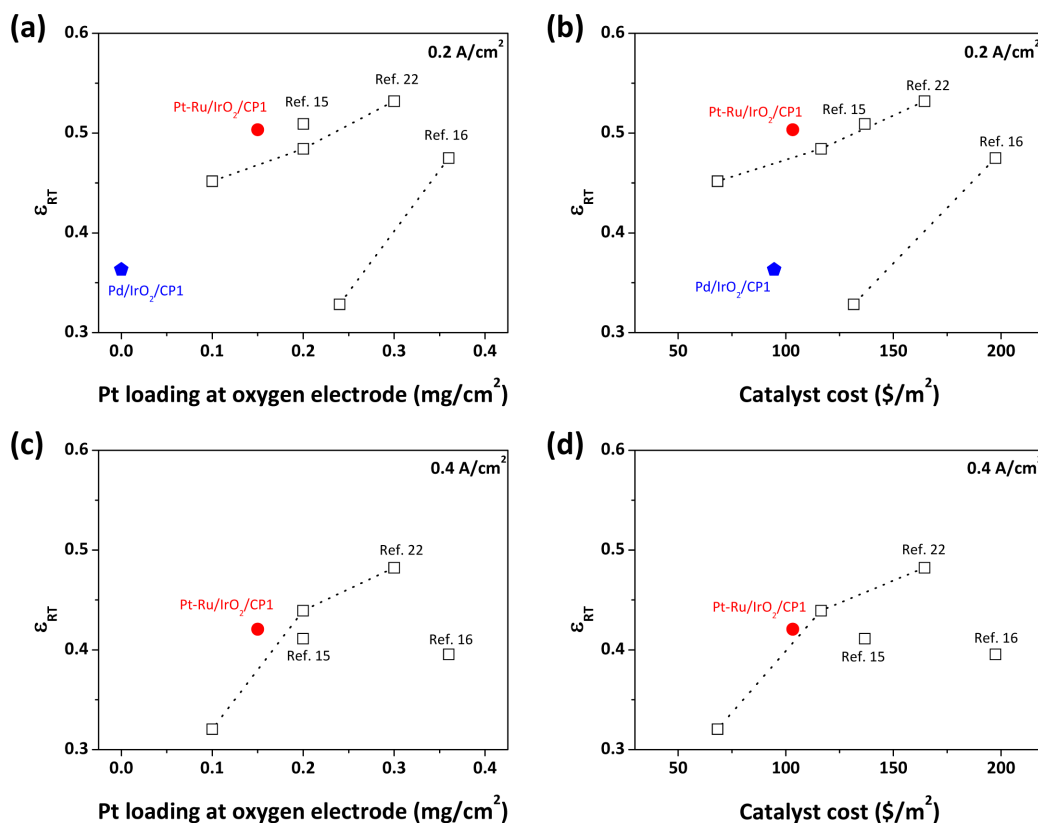 (a)
0.2 A/cm²
Ref. 22
Pt-Ru/IrO₂/CP1
Ref. 15
Ref. 16
Pd/IrO₂/CP1
0.6
0.5
0.4
0.3
ε_RT
0.0 0.1 0.2 0.3 0.4
Pt loading at oxygen electrode (mg/cm²)
(b)
0.2 A/cm²
Ref. 22
Pt-Ru/IrO₂/CP1
Ref. 15
Ref. 16
Pd/IrO₂/CP1
0.6
0.5
0.4
0.3
ε_RT
50 100 150 200
Catalyst cost ($/m²)
(c)
0.4 A/cm²
Ref. 22
Pt-Ru/IrO₂/CP1
Ref. 15
Ref. 16
0.6
0.5
0.4
0.3
ε_RT
0.0 0.1 0.2 0.3 0.4
Pt loading at oxygen electrode (mg/cm²)
(d)
0.4 A/cm²
Ref. 22
Pt-Ru/IrO₂/CP1
Ref. 15
Ref. 16
0.6
0.5
0.4
0.3
ε_RT
50 100 150 200
Catalyst cost ($/m²)